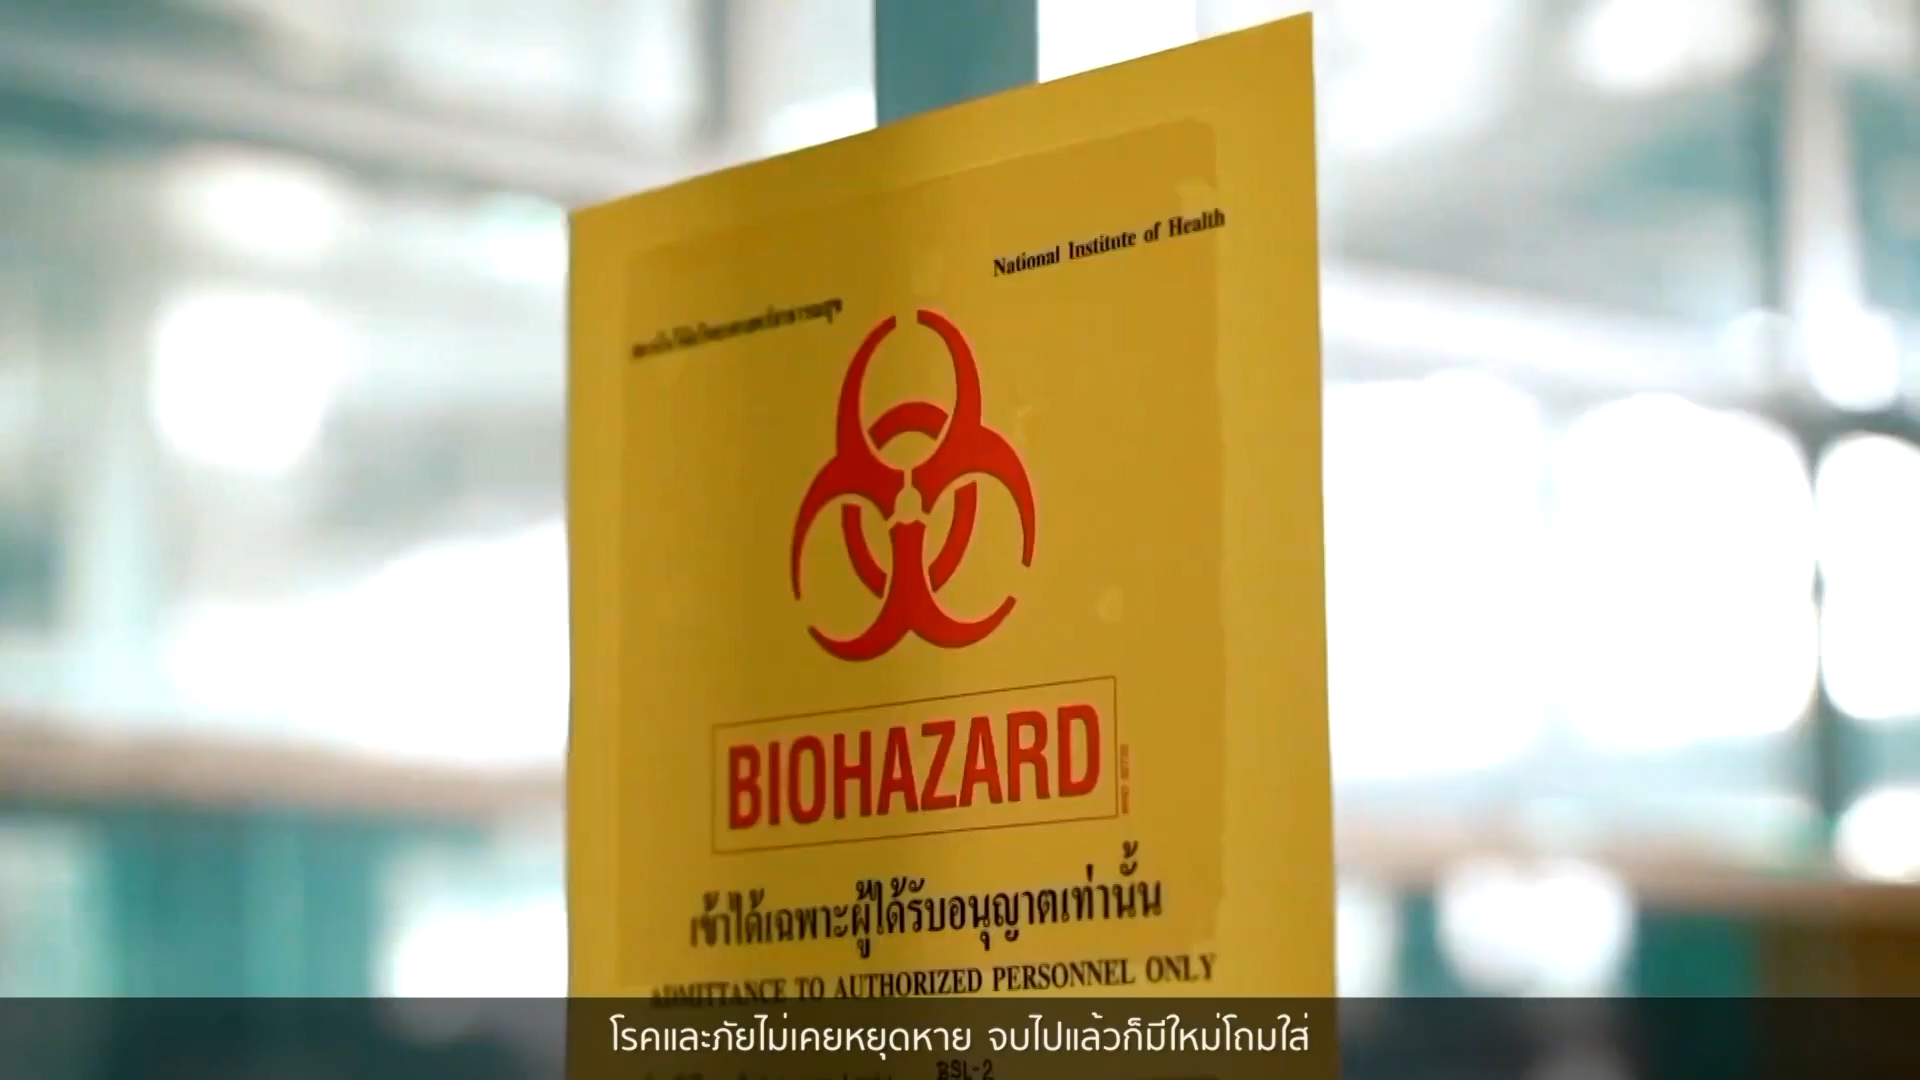 National Institute of Health
BIOHAZARD
เข้าได้เฉพาะผู้ได้รับอนุญาตเท่านั้น
ADMITTANCE TO AUTHORIZED PERSONNEL ONLY
โรคและภัยไม่เคยหยุดหาย จบไปแล้วก็มีใหม่โถมใส่
BSL-2